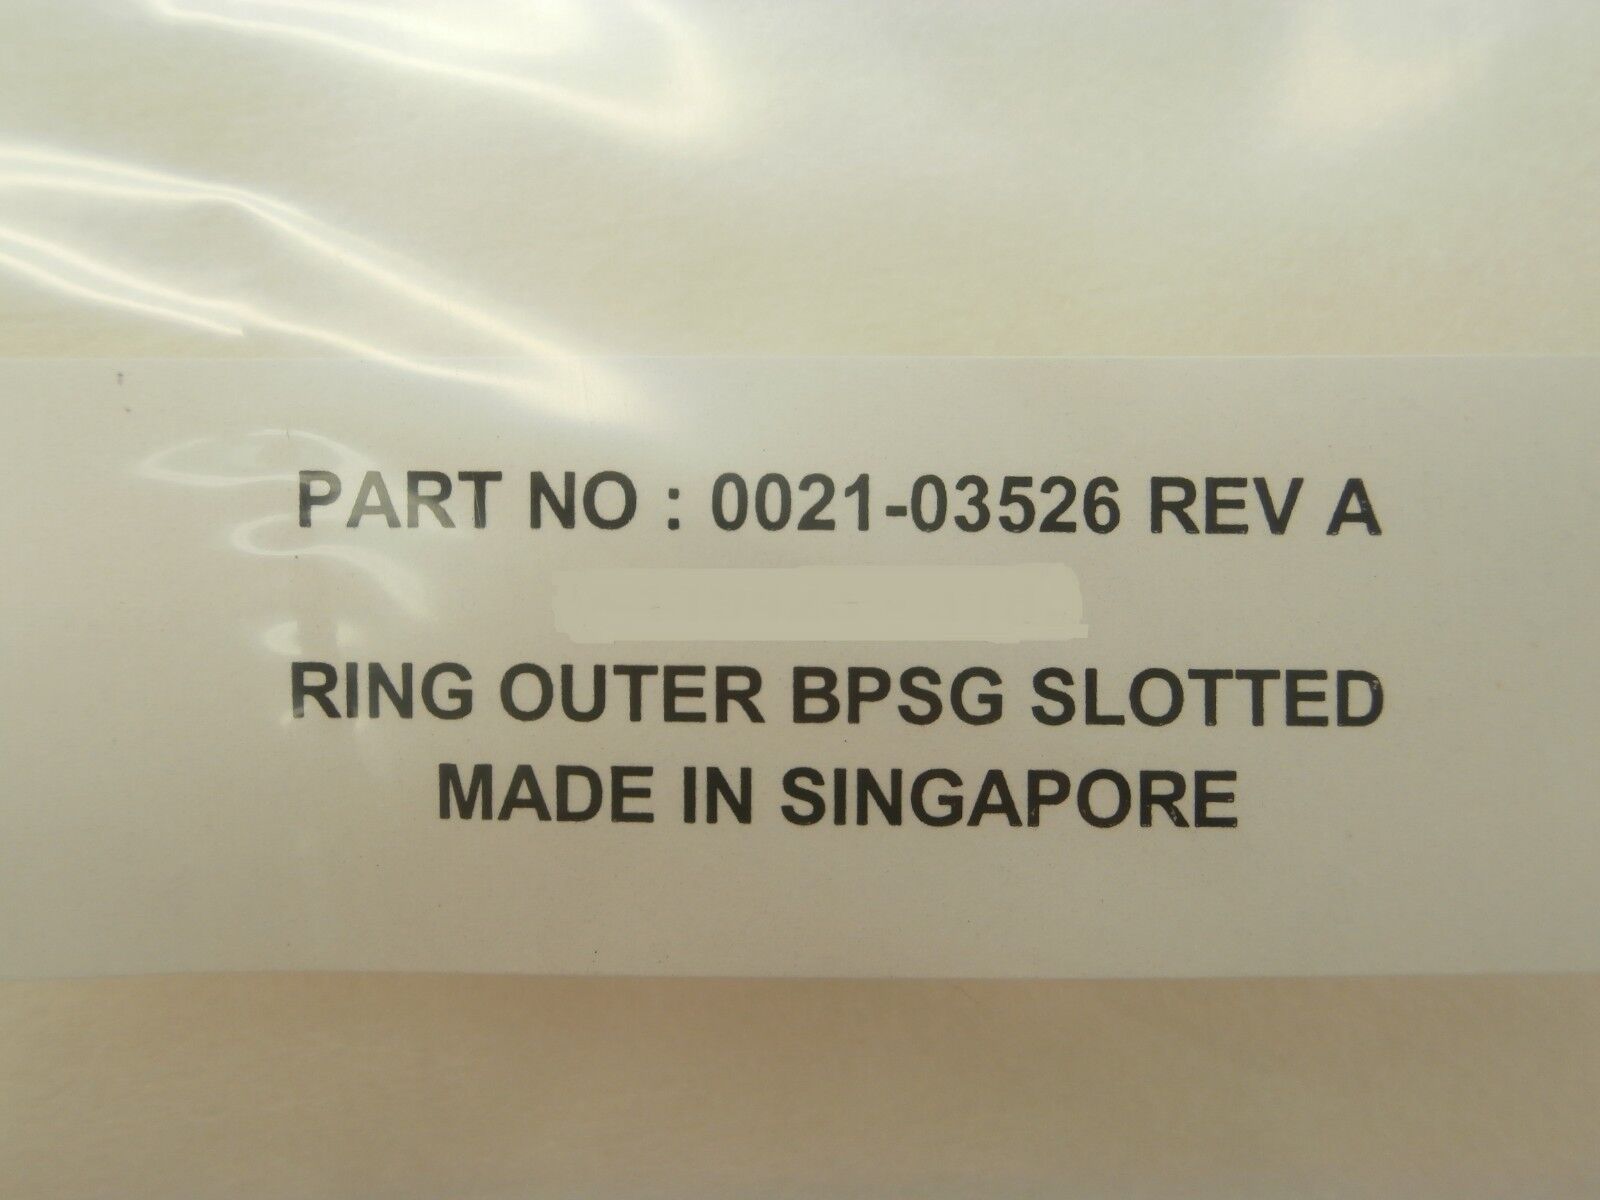 PART NO : 0021-03526 REV A
RING OUTER BPSG SLOTTED
MADE IN SINGAPORE